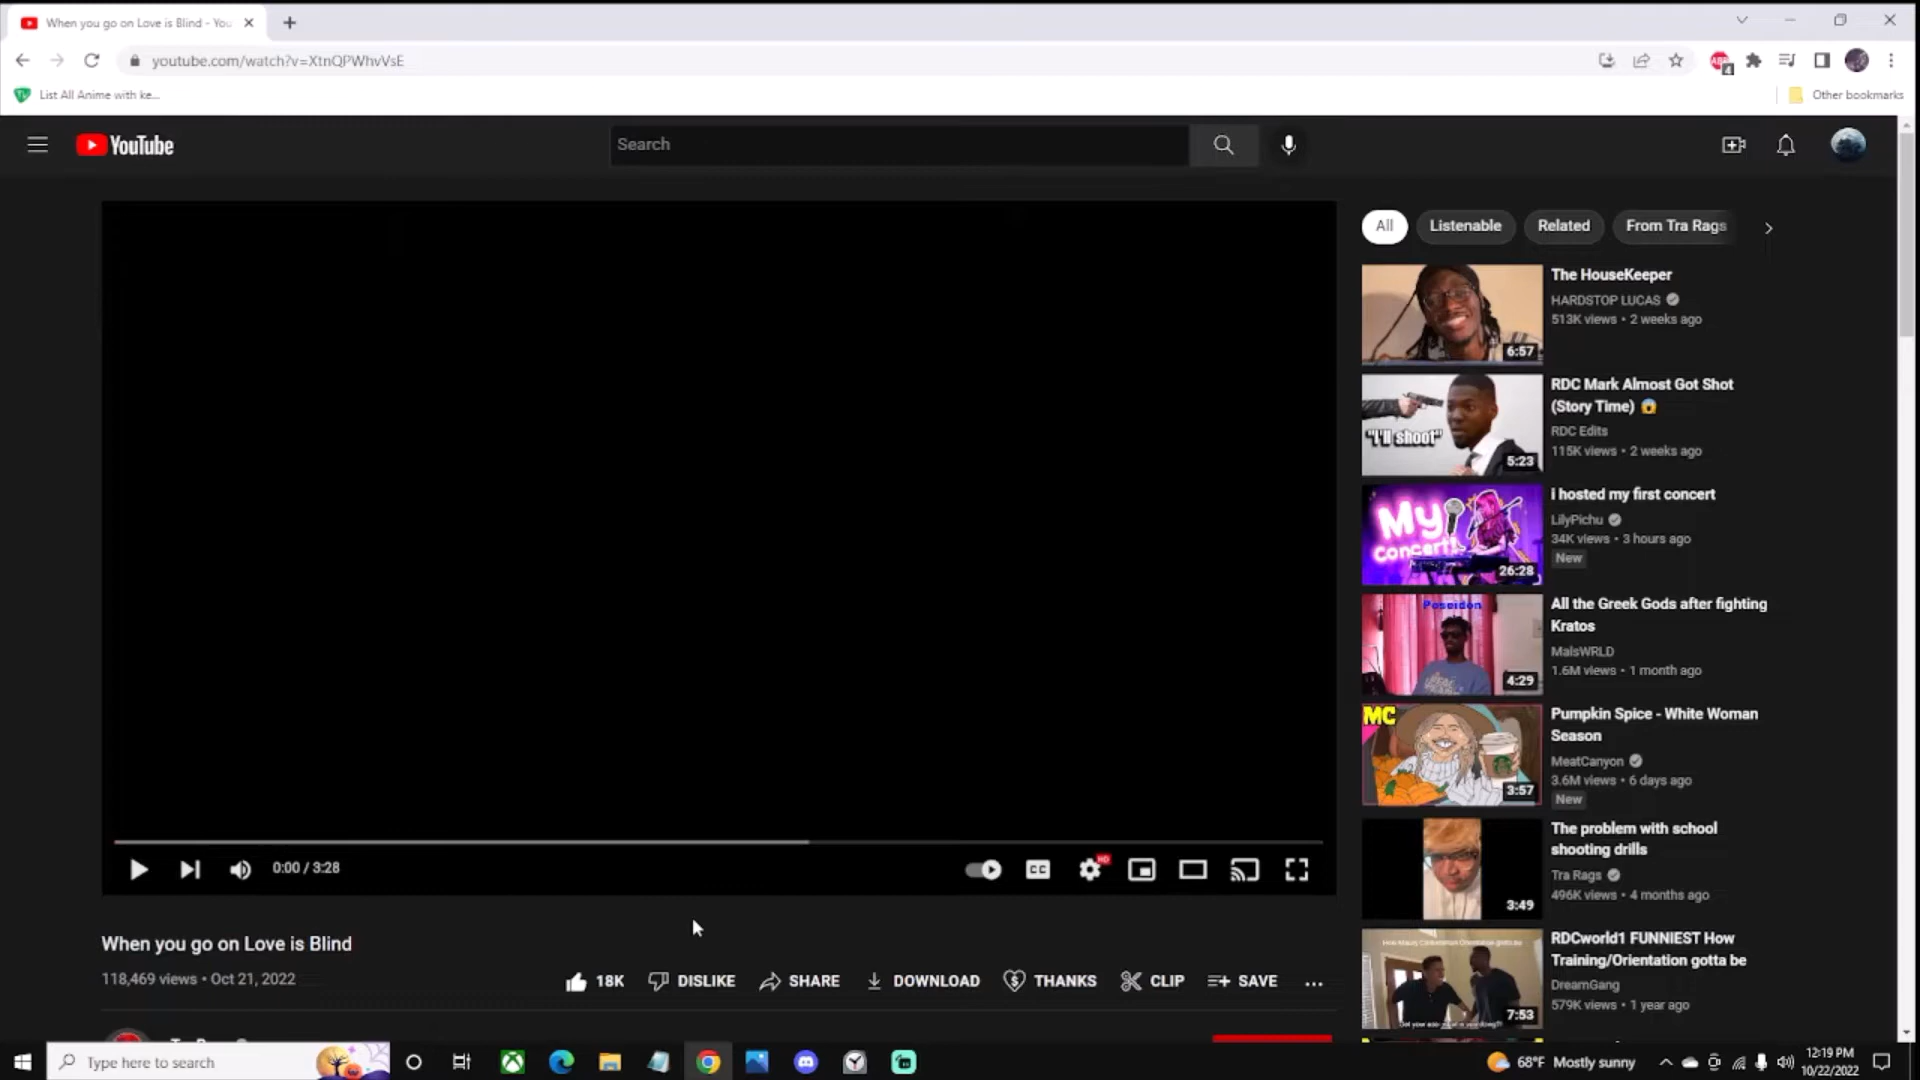 When you go on Love is Blind - You
youtube.com/watch?v=XtnQPWhvVsE
4
List All Anime with ke...
Other bookmarks
YouTube
Search
All
Listenable
Related
From Tra Rags
6:57
The HouseKeeper
HARDSTOP LUCAS
513K views • 2 weeks ago
"I'll shoot"
5:23
RDC Mark Almost Got Shot
(Story Time) 😱
RDC Edits
115K views • 2 weeks ago
My
Concert!
26:28
i hosted my first concert
LilyPichu
34K views • 3 hours ago
New
Poseidon
4:29
All the Greek Gods after fighting
Kratos
MalsWRLD
1.6M views • 1 month ago
MC
3:57
Pumpkin Spice - White Woman
Season
MeatCanyon
3.6M views • 6 days ago
New
3:49
The problem with school
shooting drills
Tra Rags
496K views • 4 months ago
7:53
RDCworld1 FUNNIEST How
Training/Orientation gotta be
DreamGang
579K views • 1 year ago
0:00 / 3:28
CC
HD
When you go on Love is Blind
118,469 views • Oct 21, 2022
18K
DISLIKE
SHARE
DOWNLOAD
THANKS
CLIP
SAVE
Type here to search
68°F Mostly sunny
12:19 PM
10/22/2022